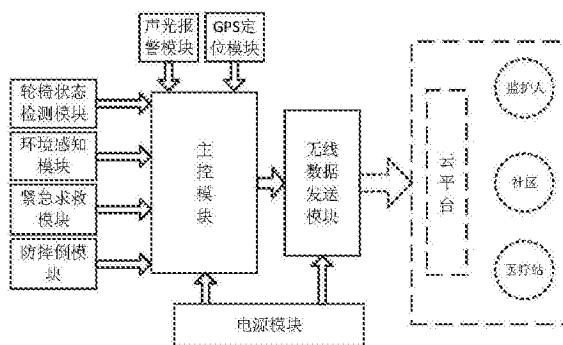 声光报
警模块
GPS定
位模块
轮椅状态
检测模块
环境感知
模块
紧急求救
模块
防摔倒模
块
主
控
模
块
无线
数据
发送
模块
电源模块
云
平
台
监护人
社区
医疗站